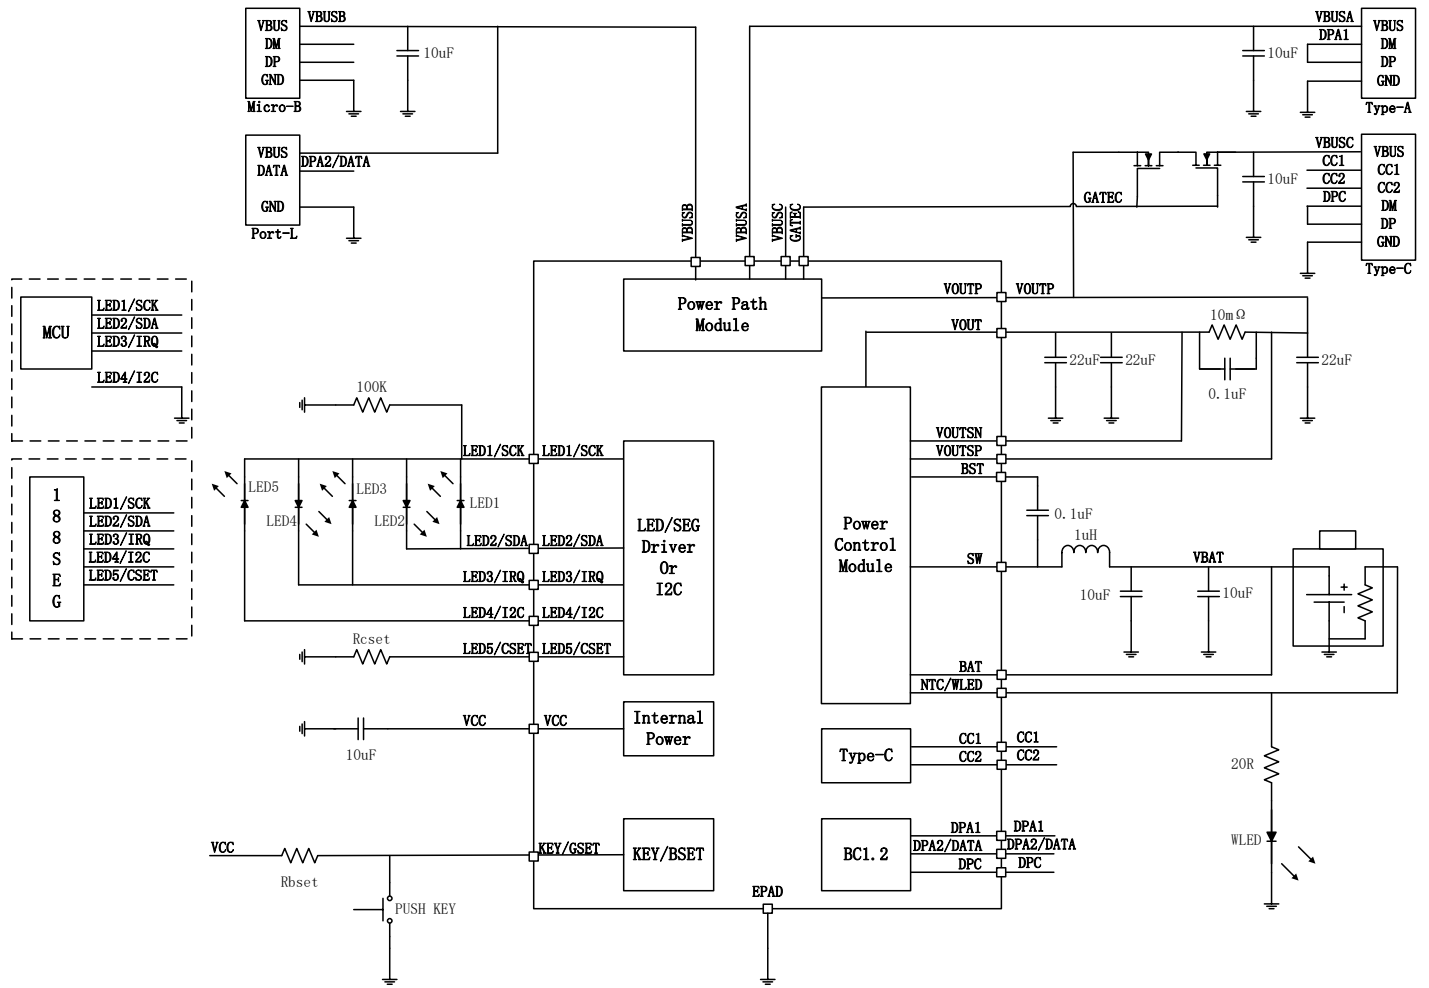 VBUSB
VBUS
DM
DP
GND
Micro-B
10uF
VBUS
DATA
DPA2/DATA
GND
Port-L
VBUSA
DPA1
VBUS
DM
DP
GND
Type-A
10uF
VBUSC
CC1
CC2
DPC
VBUS
CC1
CC2
DM
DP
GND
Type-C
10uF
GATEC
VBUSB
VBUSA
VBUSC
GATEC
Power Path
Module
VOUTP
VOUTP
VOUT
10mΩ
22uF
22uF
0.1uF
22uF
MCU
LED1/SCK
LED2/SDA
LED3/IRQ
LED4/I2C
1
8
8
S
E
G
LED1/SCK
LED2/SDA
LED3/IRQ
LED4/I2C
LED5/CSET
100K
LED1/SCK
LED1/SCK
LED5
LED4
LED3
LED2
LED1
LED2/SDA
LED2/SDA
LED3/IRQ
LED3/IRQ
LED4/I2C
LED4/I2C
Rcset
LED5/CSET
LED5/CSET
LED/SEG
Driver
Or
I2C
VOUTSN
VOUTSP
BST
Power
Control
Module
0.1uF
1uH
SW
VBAT
10uF
10uF
+
-
BAT
NTC/WLED
VCC
VCC
10uF
Internal
Power
Type-C
CC1
CC1
CC2
CC2
20R
WLED
VCC
Rbset
KEY/GSET
KEY/BSET
PUSH KEY
BC1.2
DPA1
DPA1
DPA2/DATA
DPA2/DATA
DPC
DPC
EPAD